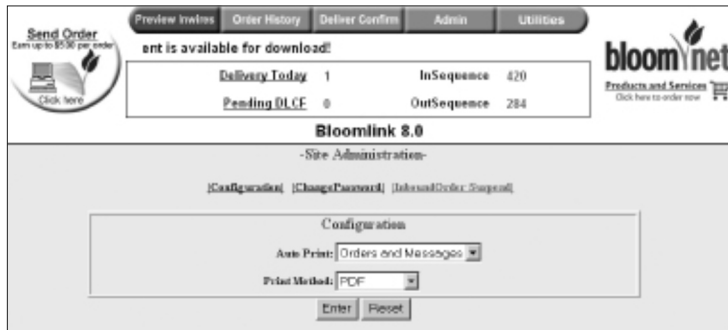 Preview Inwires Order History Deliver Confirm Admin Utilities
Send Order
Earn up to $5.00 per order
Click here
ent is available for download!
Delivery Today 1 InSequence 420
Pending DLCF 0 OutSequence 284
bloomnet
Products and Services
Click here to order now
Bloomlink 8.0
-Site Administration-
|Configuration| |ChangePassword| |InboundOrder Suspend|
Configuration
Auto Print: Orders and Messages
Print Method: PDF
Enter Reset